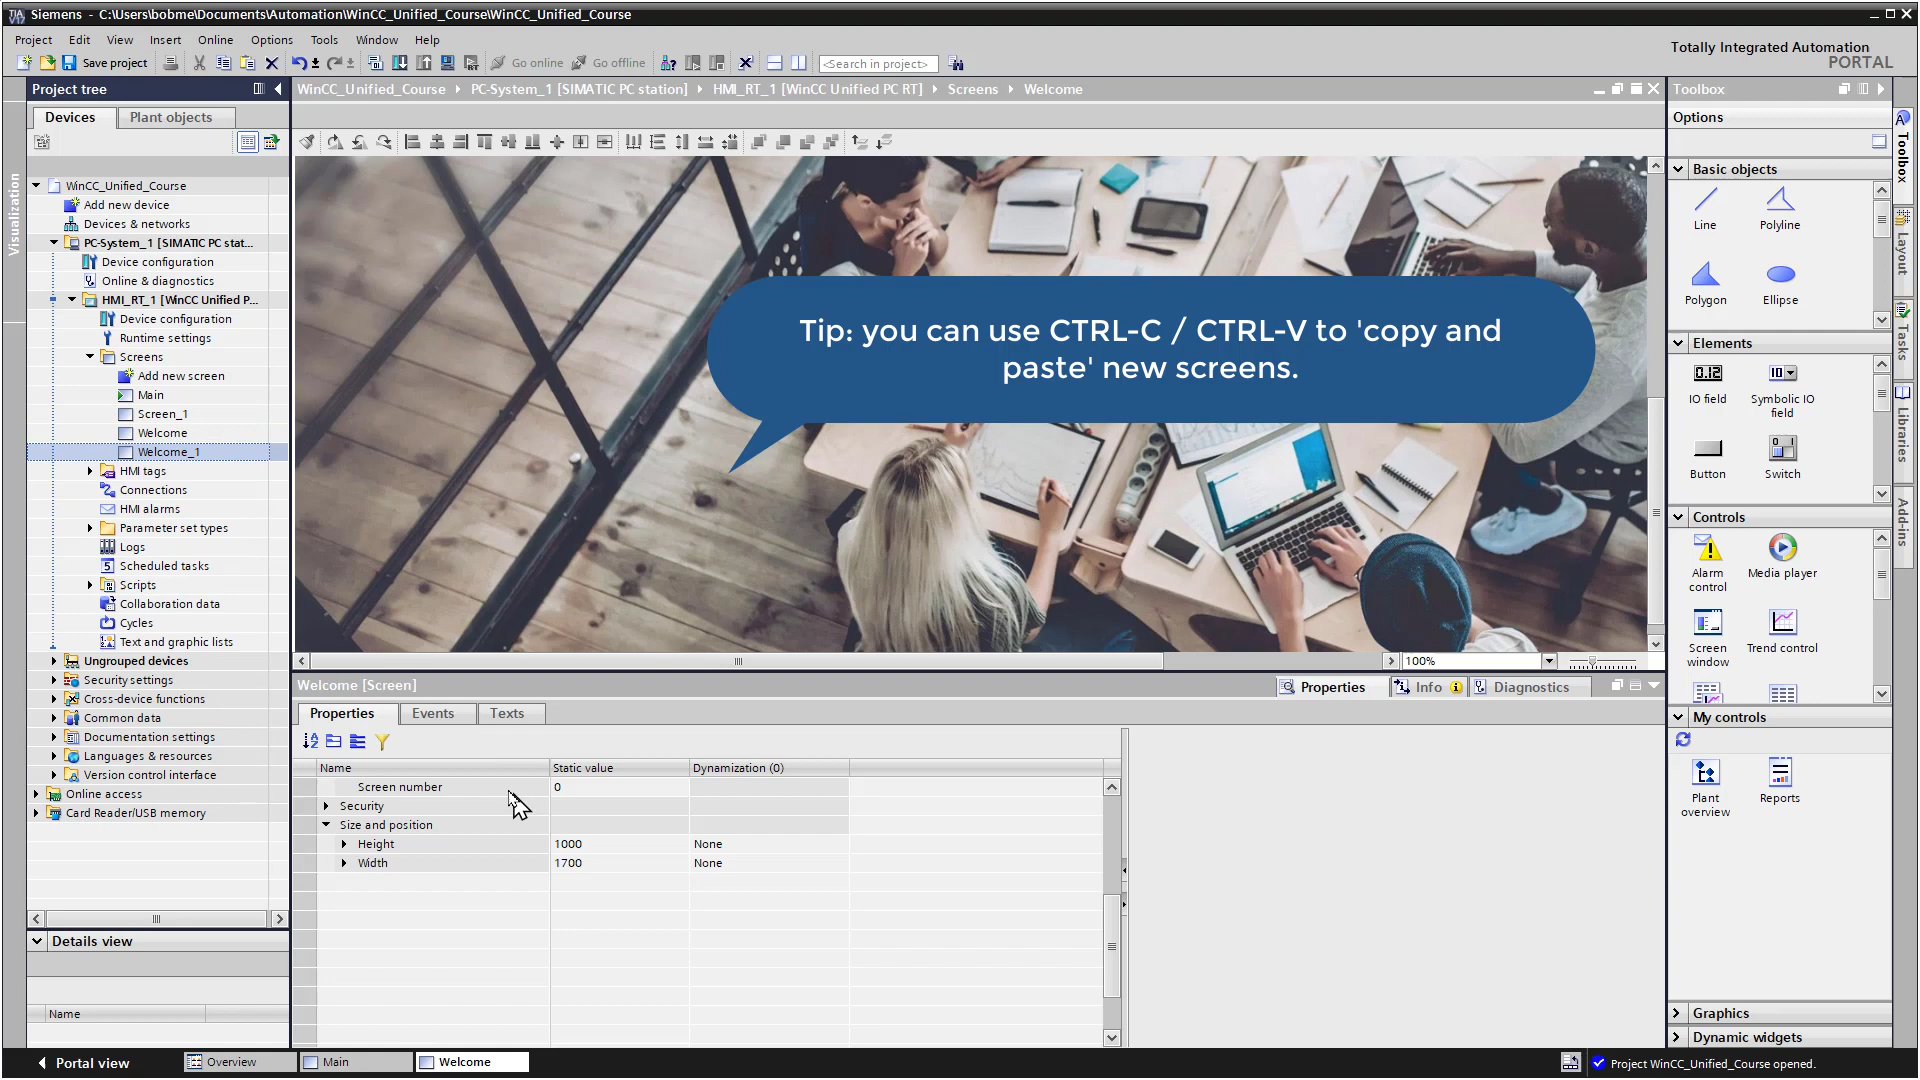 Siemens - C:\Users\bobme\Documents\Automation\WinCC_Unified_Course\WinCC_Unified_Course
Project Edit View Insert Online Options Tools Window Help
Totally Integrated Automation
PORTAL
Save project
Go online
Go offline
<Search in project>
Project tree
WinCC_Unified_Course
PC-System_1 [SIMATIC PC station]
HMI_RT_1 [WinCC Unified PC RT]
Screens
Welcome
Toolbox
Devices
Plant objects
Options
Visualization
WinCC_Unified_Course
Add new device
Devices & networks
PC-System_1 [SIMATIC PC stat...
Device configuration
Online & diagnostics
HMI_RT_1 [WinCC Unified P...
Device configuration
Runtime settings
Screens
Add new screen
Main
Screen_1
Welcome
Welcome_1
HMI tags
Connections
HMI alarms
Parameter set types
Logs
Scheduled tasks
Scripts
Collaboration data
Cycles
Text and graphic lists
Ungrouped devices
Security settings
Cross-device functions
Common data
Documentation settings
Languages & resources
Version control interface
Online access
Card Reader/USB memory
Details view
Name
Tip: you can use CTRL-C / CTRL-V to 'copy and
paste' new screens.
100%
Welcome [Screen]
Properties
Info
Diagnostics
Properties
Events
Texts
Name
Static value
Dynamization (0)
Screen number
0
Security
Size and position
Height
1000
None
Width
1700
None
Basic objects
Line
Polyline
Polygon
Ellipse
Elements
0.12
10
IO field
Symbolic IO
field
Button
Switch
Controls
Alarm
control
Media player
Screen
window
Trend control
My controls
Plant
overview
Reports
Graphics
Dynamic widgets
Toolbox
Layout
Tasks
Libraries
Add-ins
Portal view
Overview
Main
Welcome
Project WinCC_Unified_Course opened.